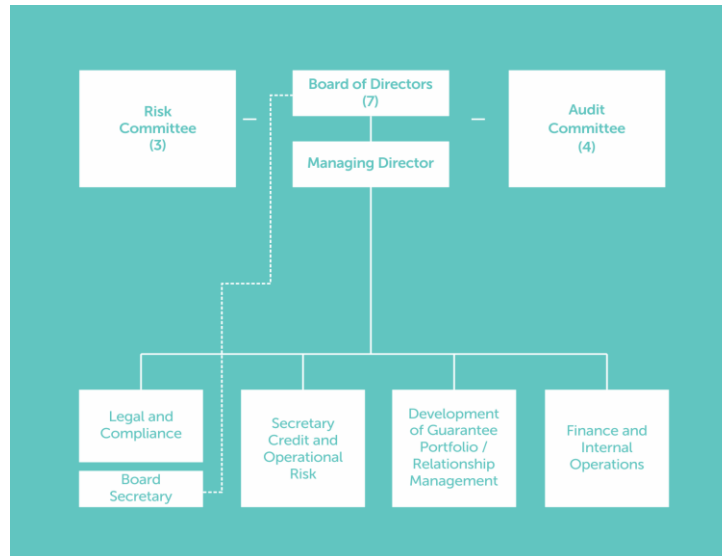 Risk
Committee
(3)
Board of Directors
(7)
Audit
Committee
(4)
Managing Director
Legal and
Compliance
Board
Secretary
Secretary
Credit and
Operational
Risk
Development
of Guarantee
Portfolio /
Relationship
Management
Finance and
Internal
Operations